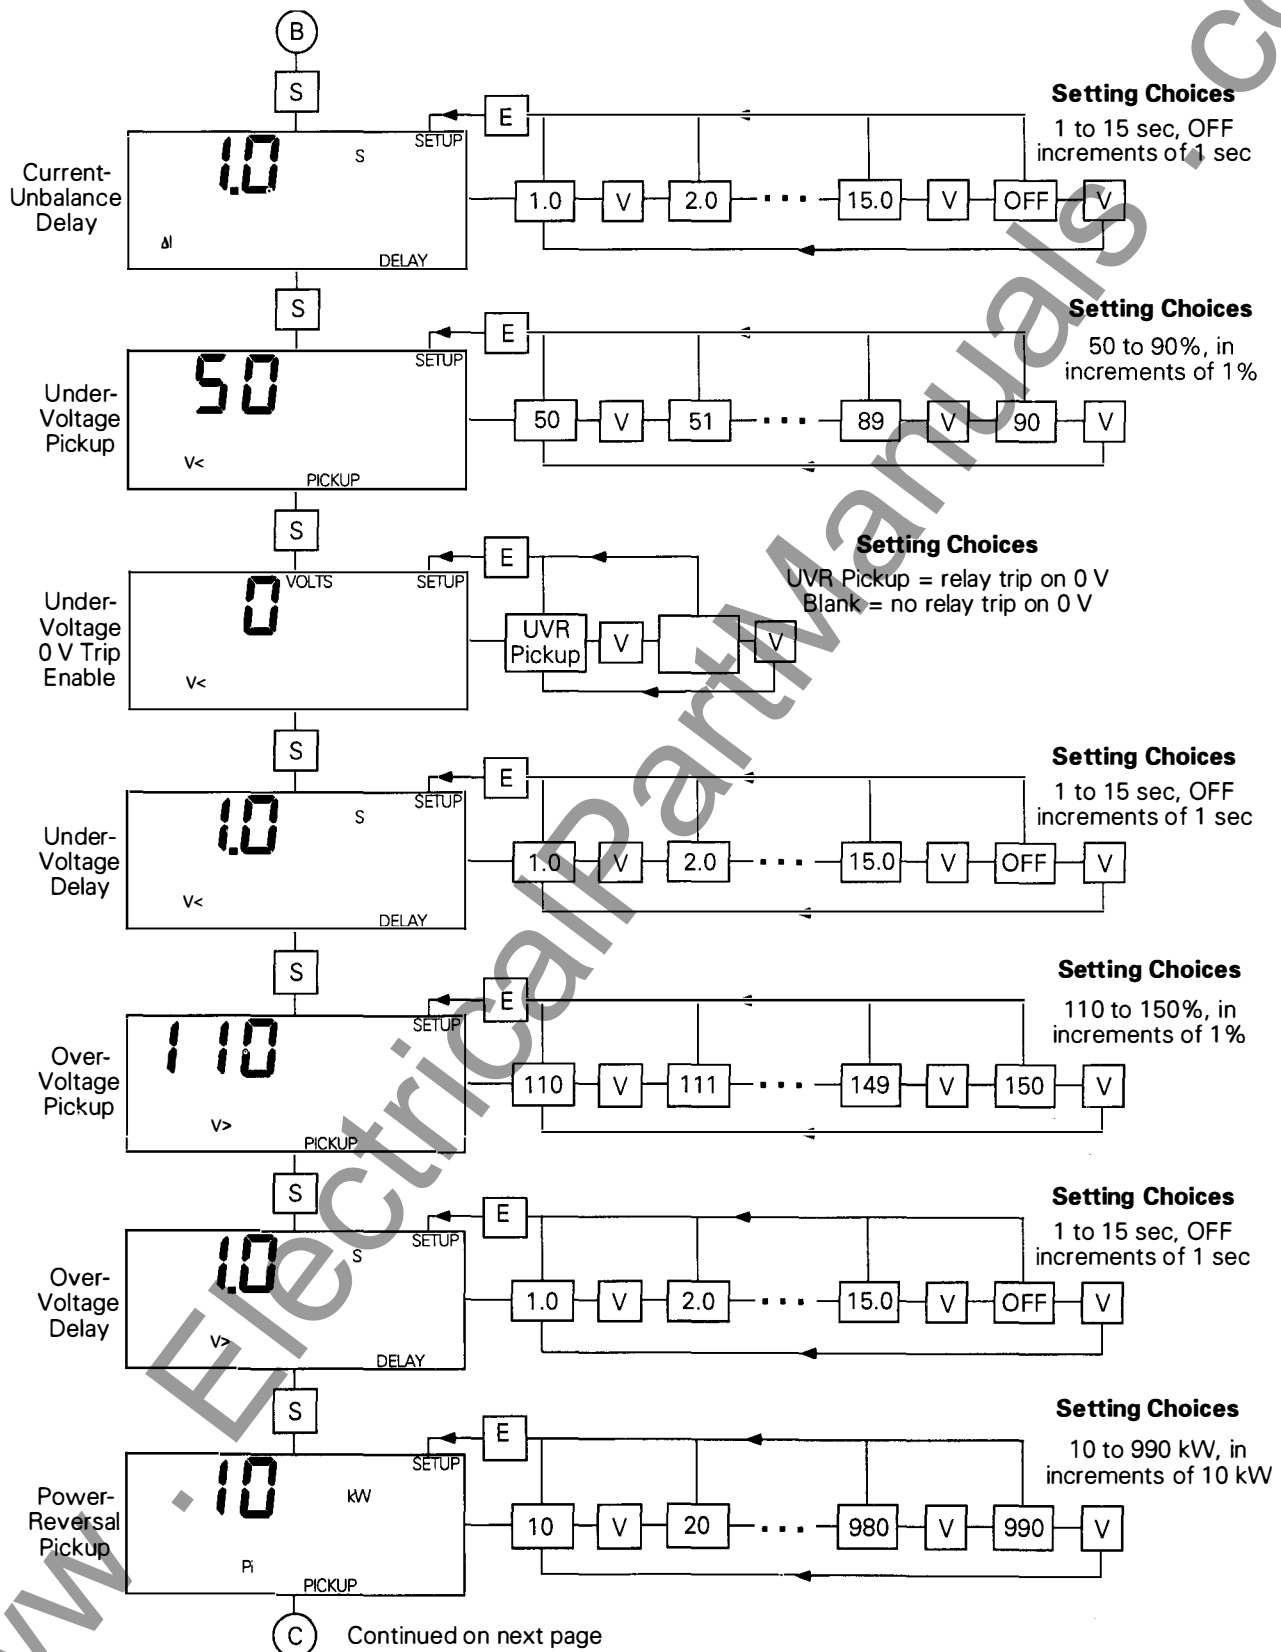 B
S
Current-
Unbalance
Delay
1.0
S
SETUP
ΔI
DELAY
E
1.0 V 2.0 ... 15.0 V OFF V
Setting Choices
1 to 15 sec, OFF
increments of 1 sec
S
Under-
Voltage
Pickup
50
SETUP
V<
PICKUP
E
50 V 51 ... 89 V 90 V
Setting Choices
50 to 90%, in
increments of 1%
S
Under-
Voltage
0 V Trip
Enable
0 VOLTS
SETUP
V<
E
UVR
Pickup
V
V
Setting Choices
UVR Pickup = relay trip on 0 V
Blank = no relay trip on 0 V
S
Under-
Voltage
Delay
1.0
S
SETUP
V<
DELAY
E
1.0 V 2.0 ... 15.0 V OFF V
Setting Choices
1 to 15 sec, OFF
increments of 1 sec
S
Over-
Voltage
Pickup
110
SETUP
V>
PICKUP
E
110 V 111 ... 149 V 150 V
Setting Choices
110 to 150%, in
increments of 1%
S
Over-
Voltage
Delay
1.0
S
SETUP
V>
DELAY
E
1.0 V 2.0 ... 15.0 V OFF V
Setting Choices
1 to 15 sec, OFF
increments of 1 sec
S
Power-
Reversal
Pickup
10
kW
SETUP
Pi
PICKUP
E
10 V 20 ... 980 V 990 V
Setting Choices
10 to 990 kW, in
increments of 10 kW
C
Continued on next page
www . ElectricalPartManuals . co